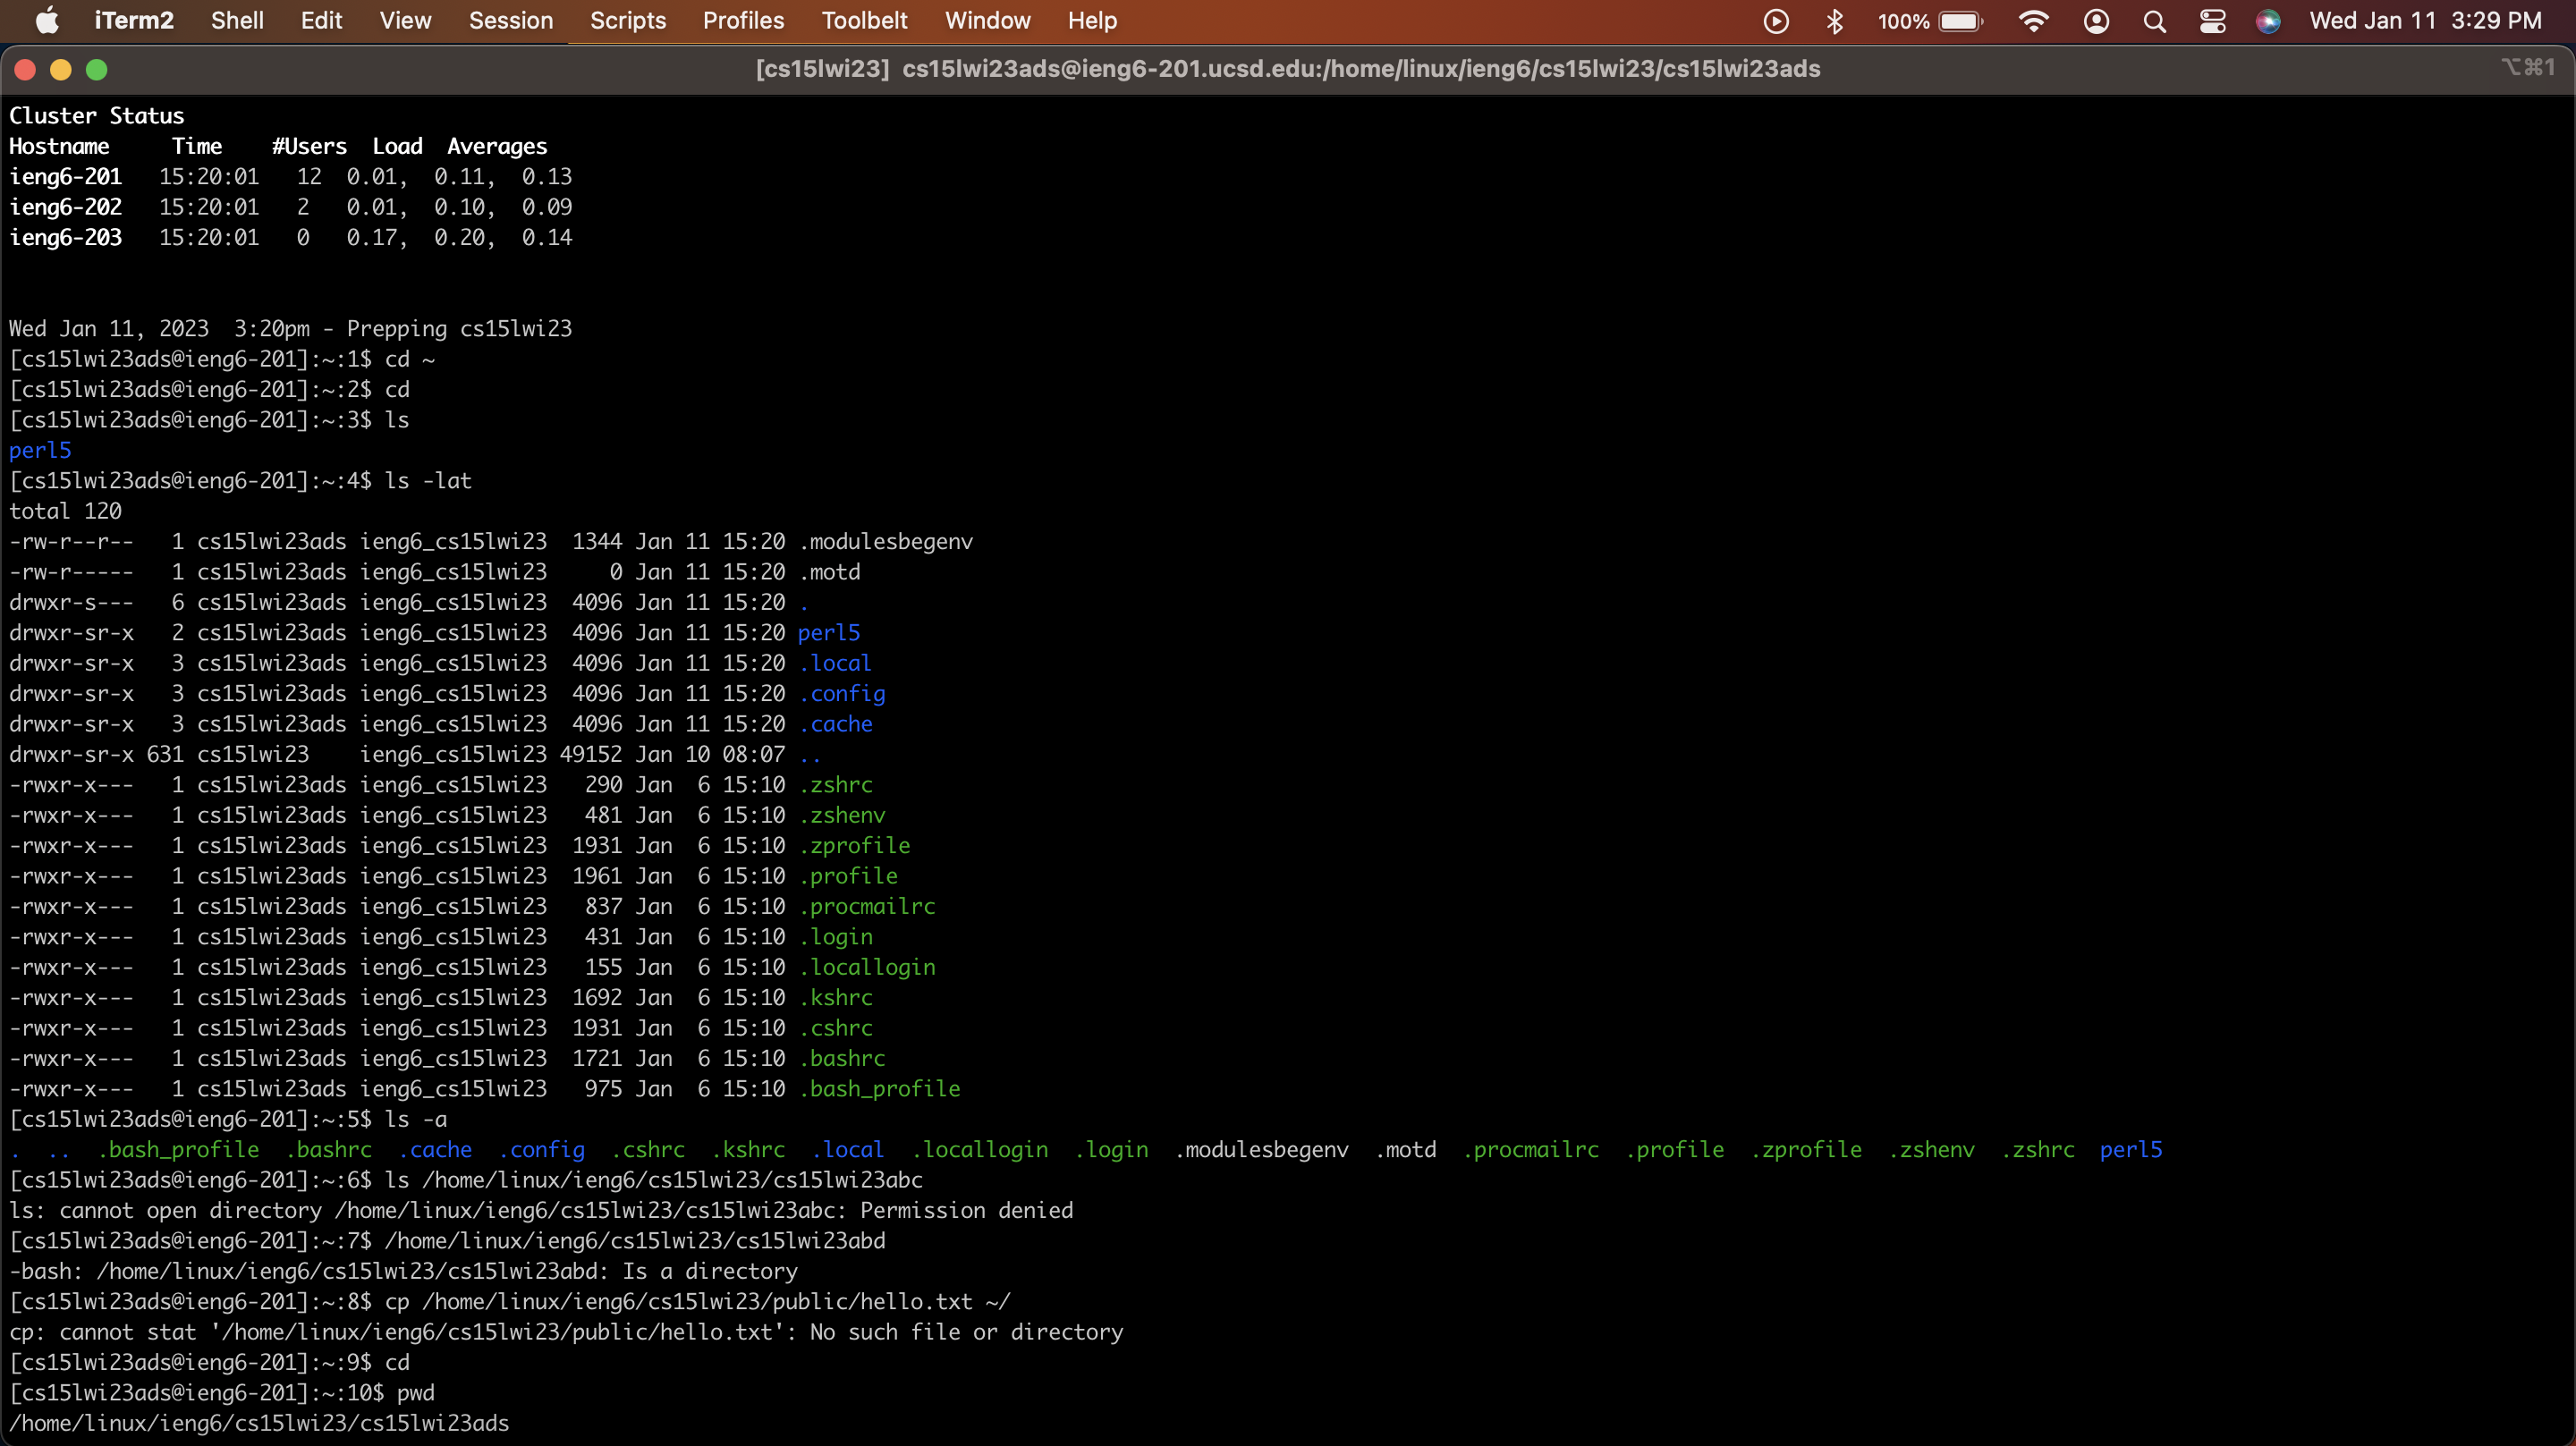 iTerm2 Shell Edit View Session Scripts Profiles Toolbelt Window Help 100% Wed Jan 11 3:29 PM
[cs15lwi23] cs15lwi23ads@ieng6-201.ucsd.edu:/home/linux/ieng6/cs15lwi23/cs15lwi23ads ⌥⌘1
Cluster Status
Hostname     Time    #Users  Load  Averages
ieng6-201   15:20:01   12  0.01,  0.11,  0.13
ieng6-202   15:20:01   2   0.01,  0.10,  0.09
ieng6-203   15:20:01   0   0.17,  0.20,  0.14
Wed Jan 11, 2023  3:20pm - Prepping cs15lwi23
[cs15lwi23ads@ieng6-201]:~:1$ cd ~
[cs15lwi23ads@ieng6-201]:~:2$ cd
[cs15lwi23ads@ieng6-201]:~:3$ ls
perl5
[cs15lwi23ads@ieng6-201]:~:4$ ls -lat
total 120
-rw-r--r--   1 cs15lwi23ads ieng6_cs15lwi23  1344 Jan 11 15:20 .modulesbegenv
-rw-r-----   1 cs15lwi23ads ieng6_cs15lwi23     0 Jan 11 15:20 .motd
drwxr-s---   6 cs15lwi23ads ieng6_cs15lwi23  4096 Jan 11 15:20 .
drwxr-sr-x   2 cs15lwi23ads ieng6_cs15lwi23  4096 Jan 11 15:20 perl5
drwxr-sr-x   3 cs15lwi23ads ieng6_cs15lwi23  4096 Jan 11 15:20 .local
drwxr-sr-x   3 cs15lwi23ads ieng6_cs15lwi23  4096 Jan 11 15:20 .config
drwxr-sr-x   3 cs15lwi23ads ieng6_cs15lwi23  4096 Jan 11 15:20 .cache
drwxr-sr-x 631 cs15lwi23    ieng6_cs15lwi23 49152 Jan 10 08:07 ..
-rwxr-x---   1 cs15lwi23ads ieng6_cs15lwi23   290 Jan  6 15:10 .zshrc
-rwxr-x---   1 cs15lwi23ads ieng6_cs15lwi23   481 Jan  6 15:10 .zshenv
-rwxr-x---   1 cs15lwi23ads ieng6_cs15lwi23  1931 Jan  6 15:10 .zprofile
-rwxr-x---   1 cs15lwi23ads ieng6_cs15lwi23  1961 Jan  6 15:10 .profile
-rwxr-x---   1 cs15lwi23ads ieng6_cs15lwi23   837 Jan  6 15:10 .procmailrc
-rwxr-x---   1 cs15lwi23ads ieng6_cs15lwi23   431 Jan  6 15:10 .login
-rwxr-x---   1 cs15lwi23ads ieng6_cs15lwi23   155 Jan  6 15:10 .locallogin
-rwxr-x---   1 cs15lwi23ads ieng6_cs15lwi23  1692 Jan  6 15:10 .kshrc
-rwxr-x---   1 cs15lwi23ads ieng6_cs15lwi23  1931 Jan  6 15:10 .cshrc
-rwxr-x---   1 cs15lwi23ads ieng6_cs15lwi23  1721 Jan  6 15:10 .bashrc
-rwxr-x---   1 cs15lwi23ads ieng6_cs15lwi23   975 Jan  6 15:10 .bash_profile
[cs15lwi23ads@ieng6-201]:~:5$ ls -a
.  ..  .bash_profile  .bashrc  .cache  .config  .cshrc  .kshrc  .local  .locallogin  .login  .modulesbegenv  .motd  .procmailrc  .profile  .zprofile  .zshenv  .zshrc  perl5
[cs15lwi23ads@ieng6-201]:~:6$ ls /home/linux/ieng6/cs15lwi23/cs15lwi23abc
ls: cannot open directory /home/linux/ieng6/cs15lwi23/cs15lwi23abc: Permission denied
[cs15lwi23ads@ieng6-201]:~:7$ /home/linux/ieng6/cs15lwi23/cs15lwi23abd
-bash: /home/linux/ieng6/cs15lwi23/cs15lwi23abd: Is a directory
[cs15lwi23ads@ieng6-201]:~:8$ cp /home/linux/ieng6/cs15lwi23/public/hello.txt ~/
cp: cannot stat '/home/linux/ieng6/cs15lwi23/public/hello.txt': No such file or directory
[cs15lwi23ads@ieng6-201]:~:9$ cd
[cs15lwi23ads@ieng6-201]:~:10$ pwd
/home/linux/ieng6/cs15lwi23/cs15lwi23ads